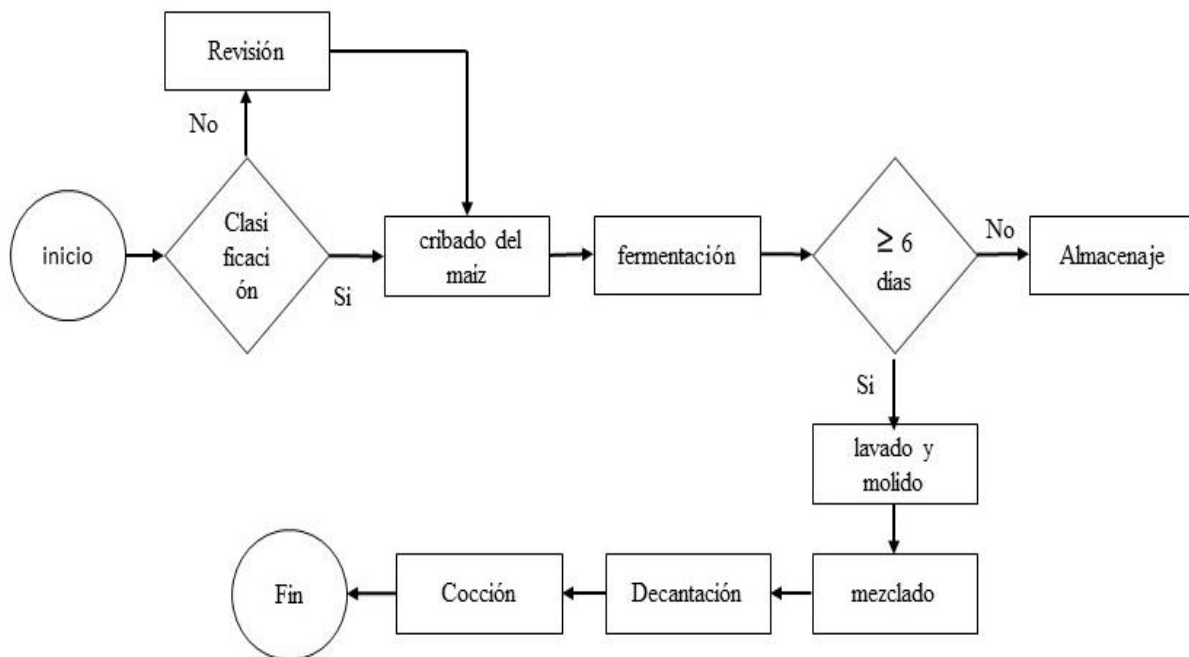 Revisión
No
inicio
Clasi
ficaci
ón
Si
cribado del
maiz
fermentación
≥ 6
días
No
Almacenaje
Si
lavado y
molido
mezclado
Decantación
Cocción
Fin